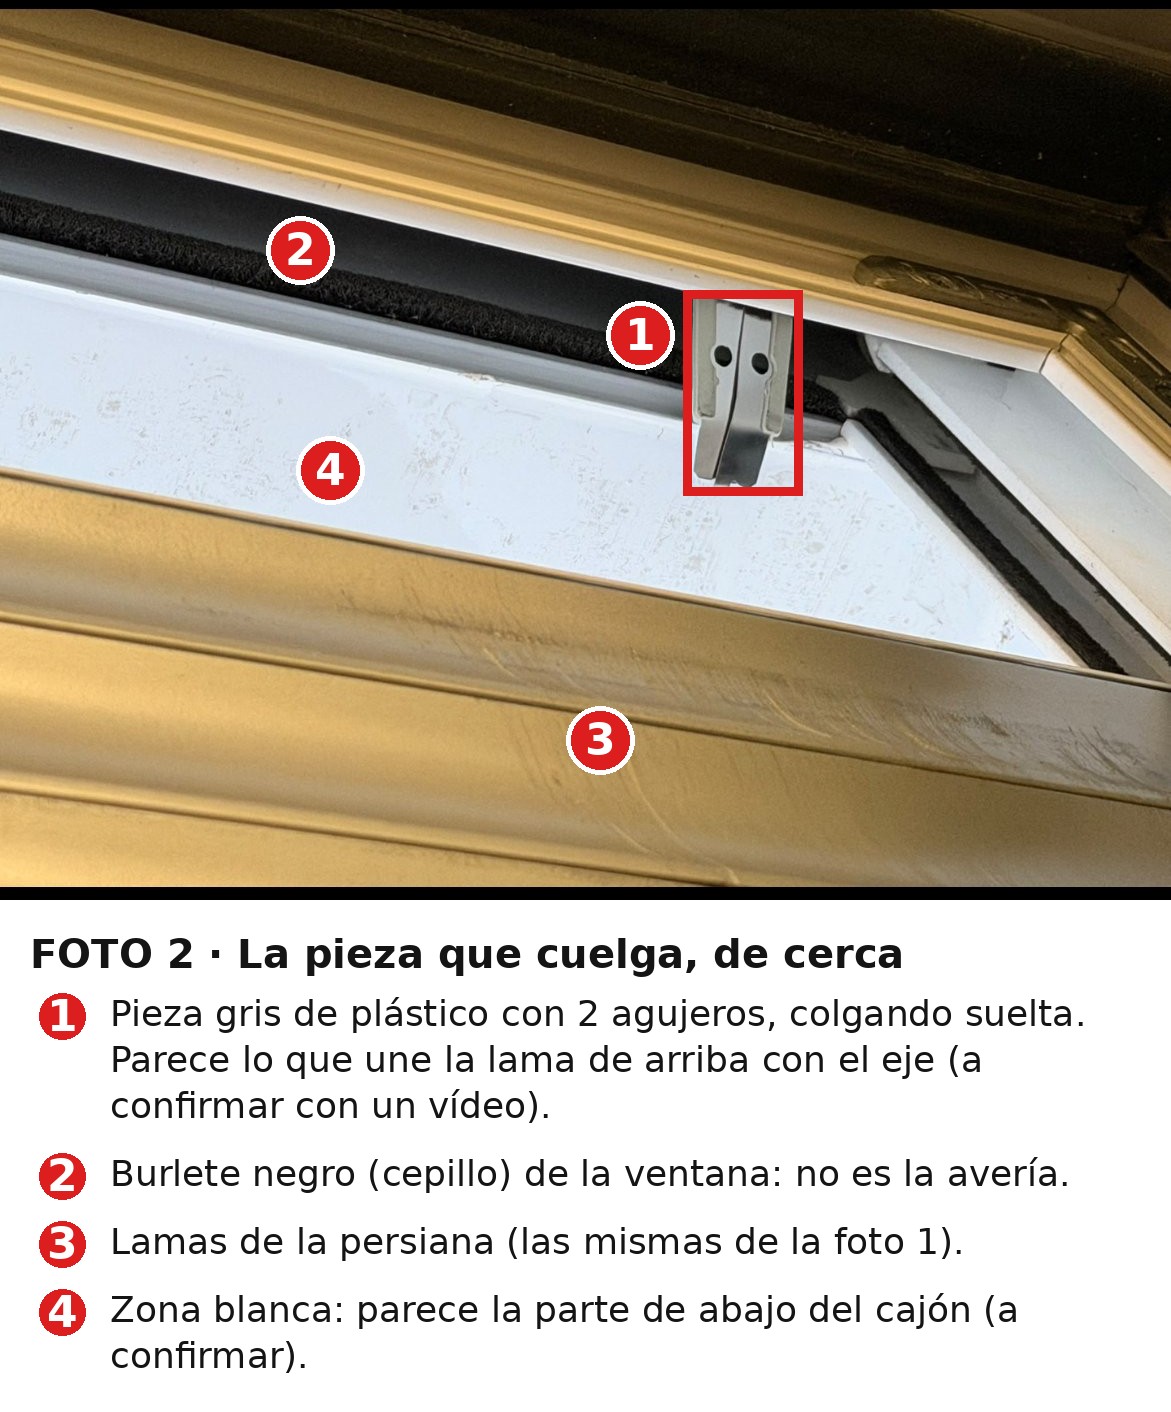 2
1
4
3
FOTO 2 · La pieza que cuelga, de cerca
1 Pieza gris de plástico con 2 agujeros, colgando suelta.
Parece lo que une la lama de arriba con el eje (a
confirmar con un vídeo).
2 Burlete negro (cepillo) de la ventana: no es la avería.
3 Lamas de la persiana (las mismas de la foto 1).
4 Zona blanca: parece la parte de abajo del cajón (a
confirmar).